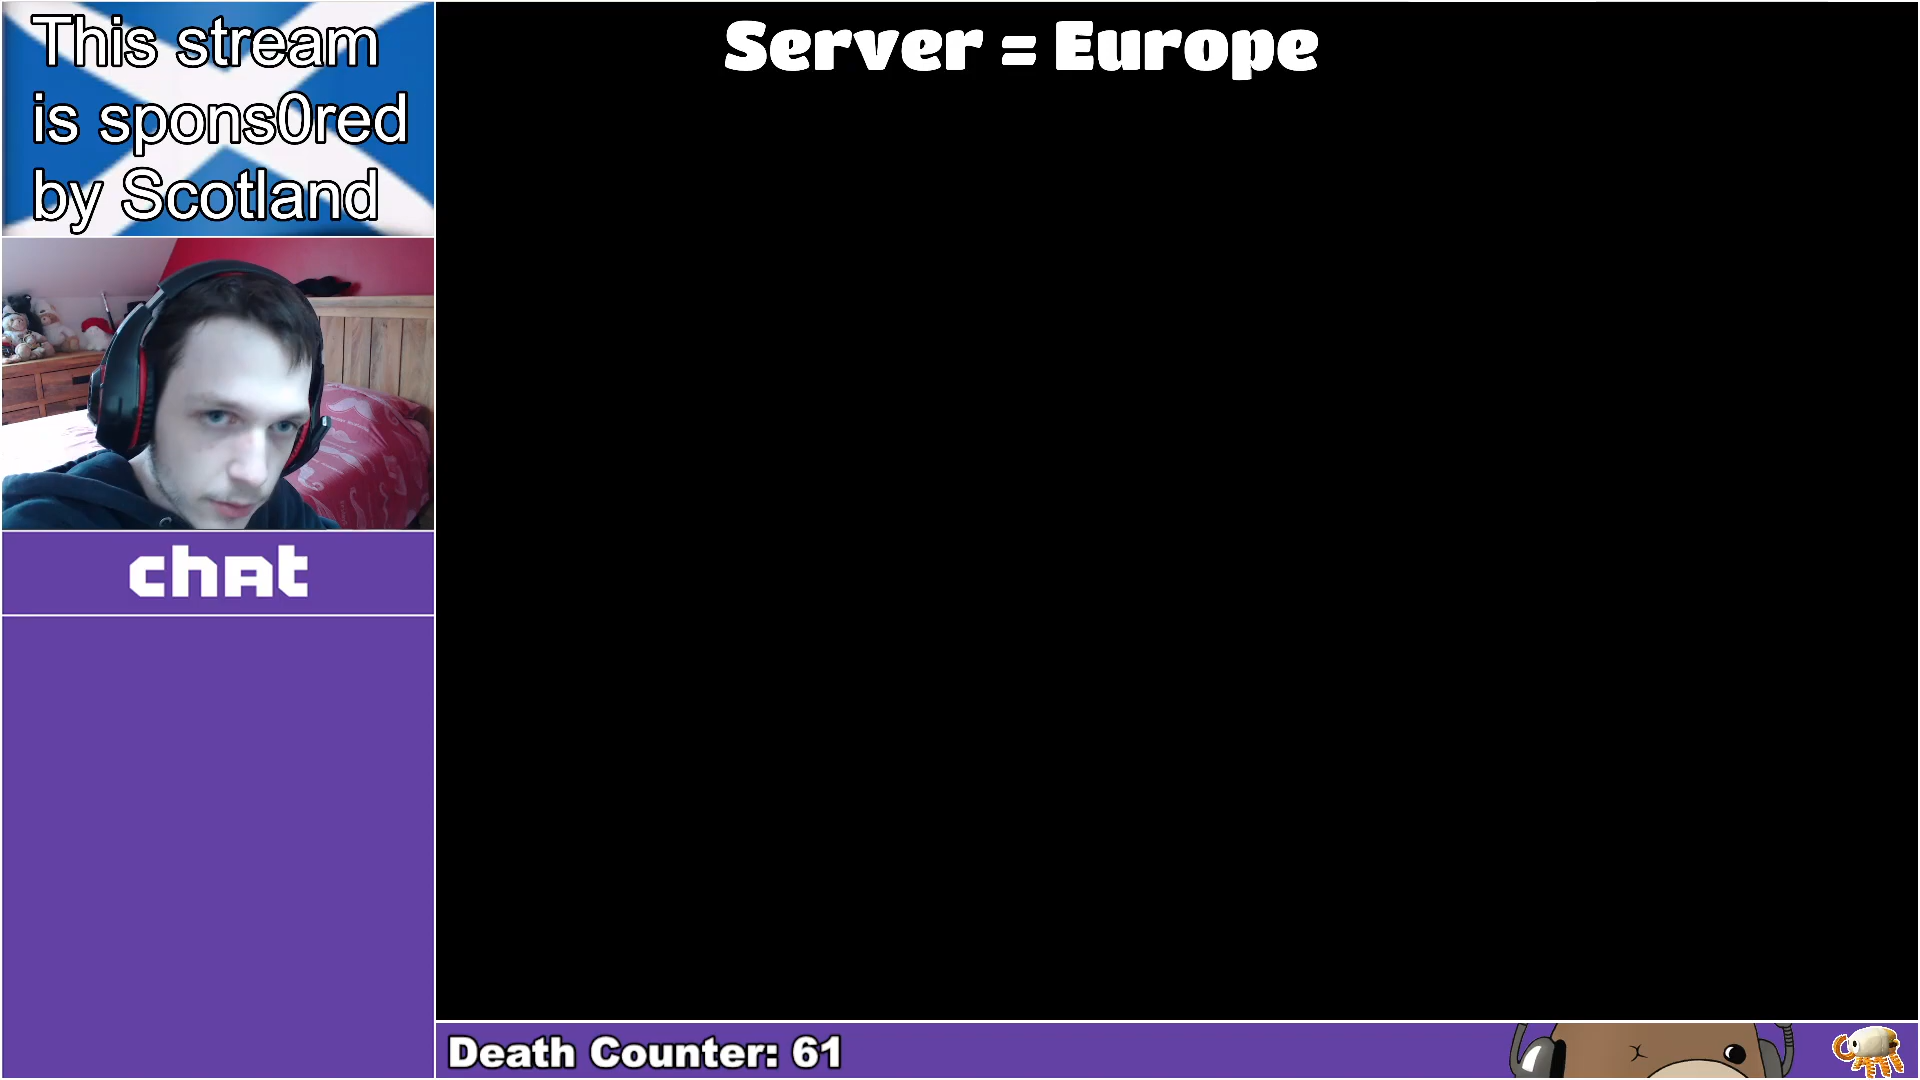 This stream
is spons0red
by Scotland
Server = Europe
chat
Death Counter: 61